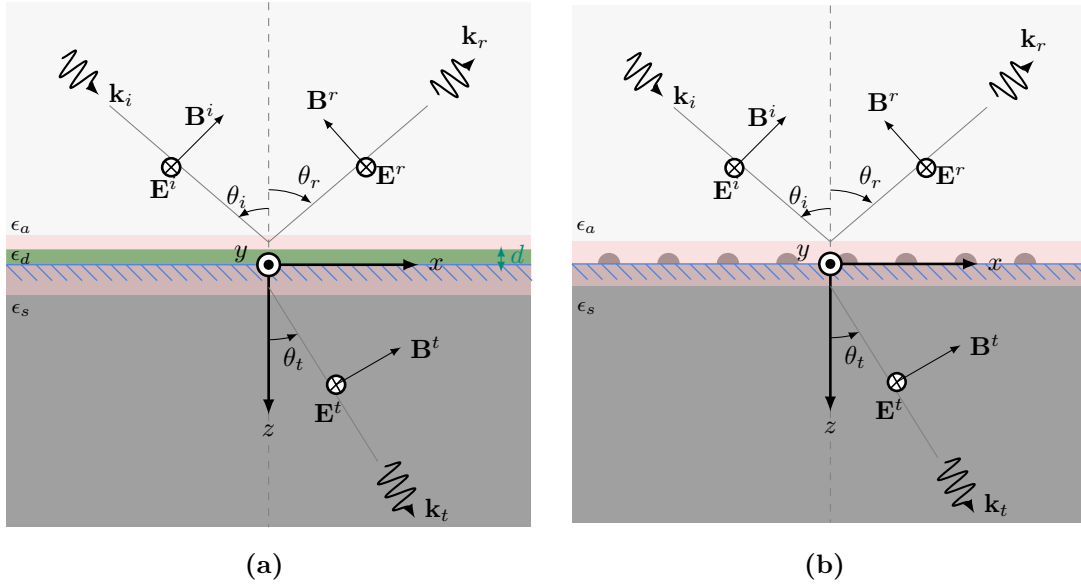 k_r
k_i
B^i
B^r
E^i
E^r
θ_i
θ_r
ϵ_a
ϵ_d
y
x
d
ϵ_s
θ_t
B^t
E^t
z
k_t
(a)
k_r
k_i
B^i
B^r
E^i
E^r
θ_i
θ_r
ϵ_a
y
x
ϵ_s
θ_t
B^t
E^t
z
k_t
(b)